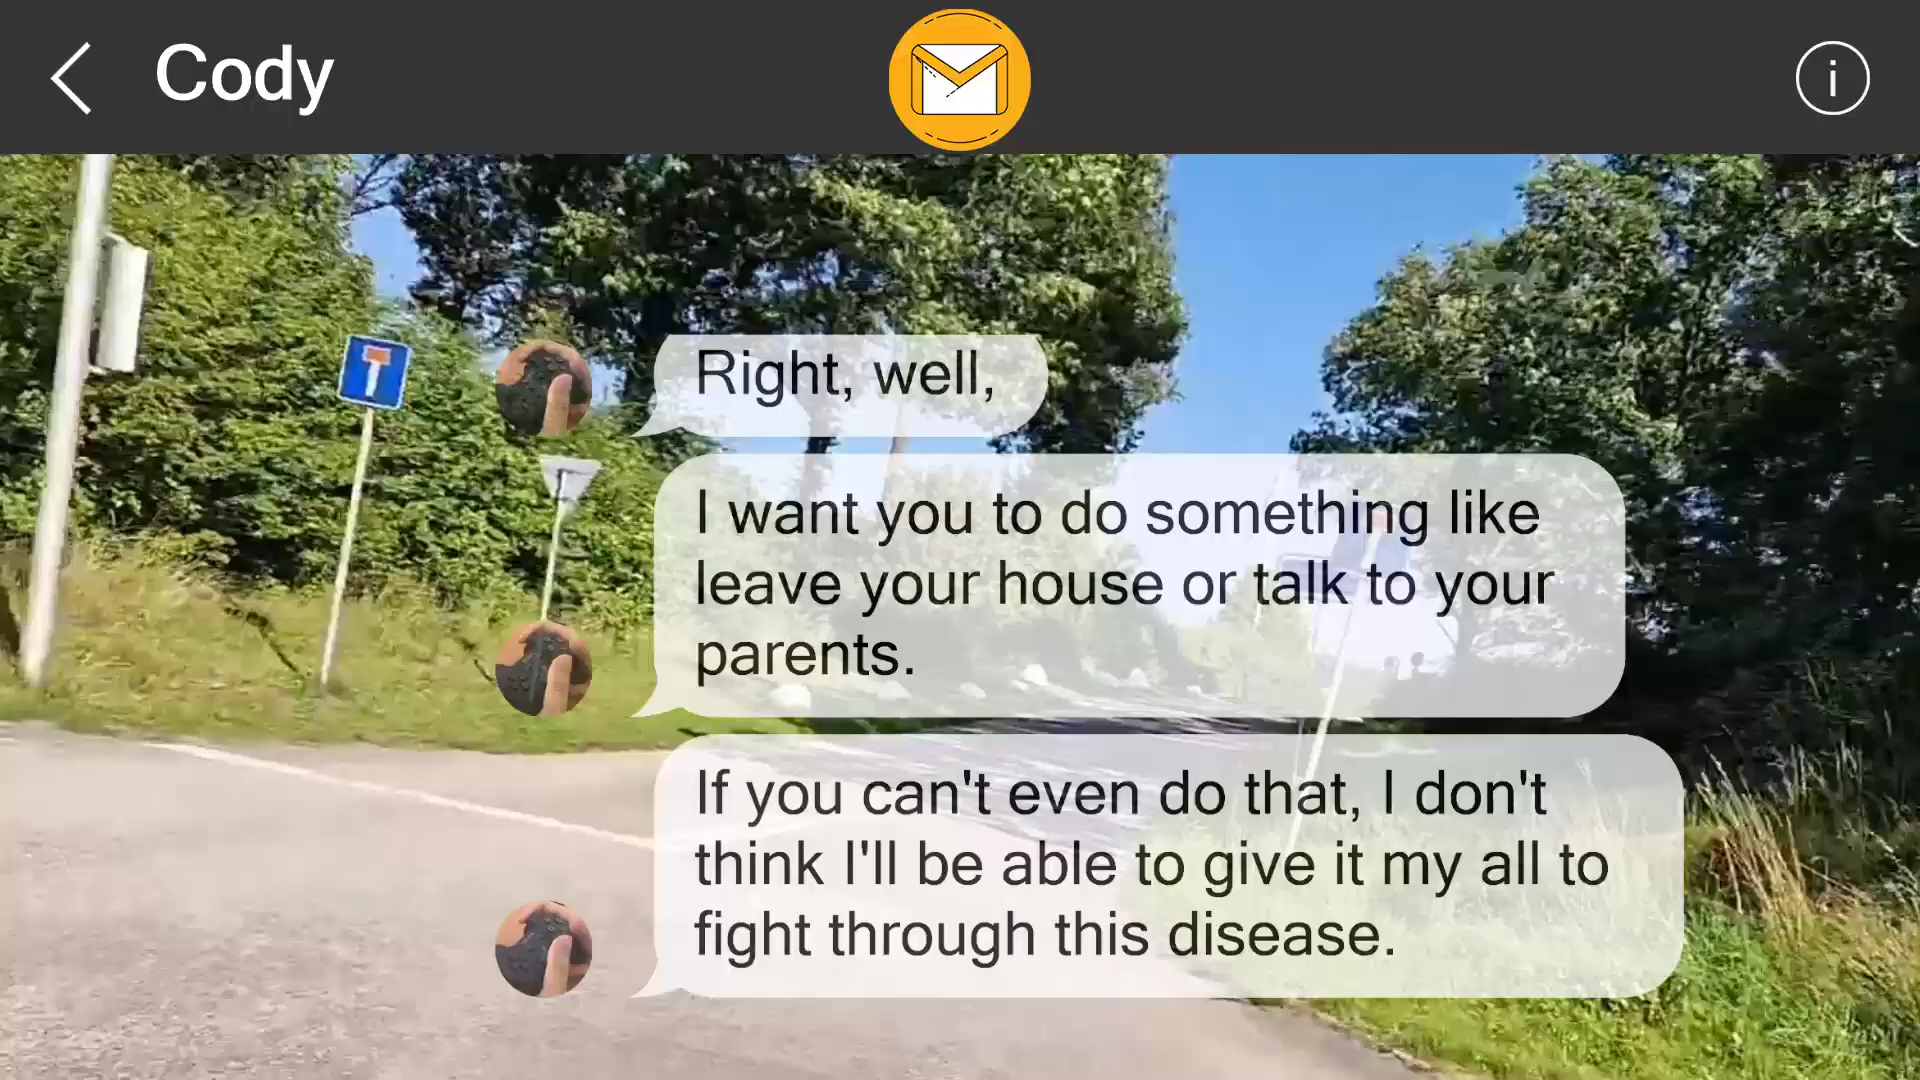 Cody
i
Right, well,
I want you to do something like
leave your house or talk to your
parents.
If you can't even do that, I don't
think I'll be able to give it my all to
fight through this disease.